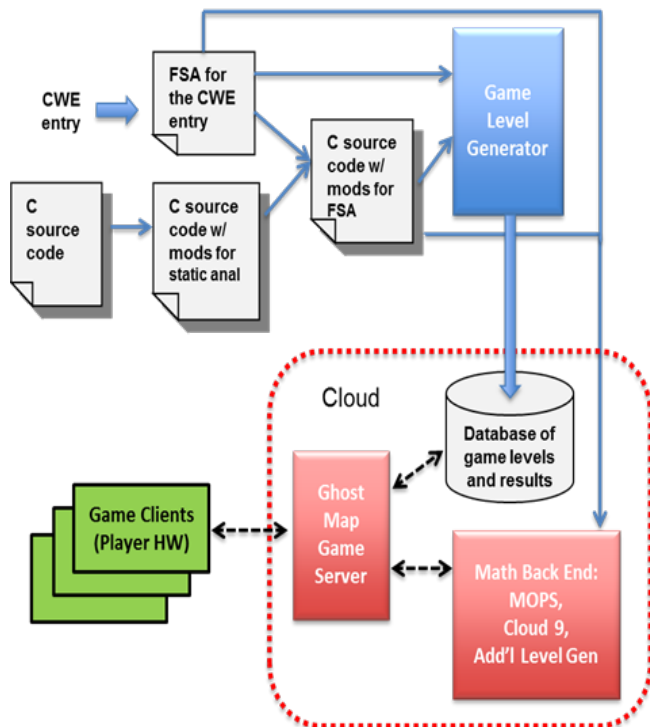 FSA for
the CWE
entry
CWE
entry
Game
Level
Generator
C source
code w/
mods for
FSA
C
source
code
C source
code w/
mods for
static anal
Cloud
Database of
game levels
and results
Ghost
Map
Game
Server
Game Clients
(Player HW)
Math Back End:
MOPS,
Cloud 9,
Add'l Level Gen